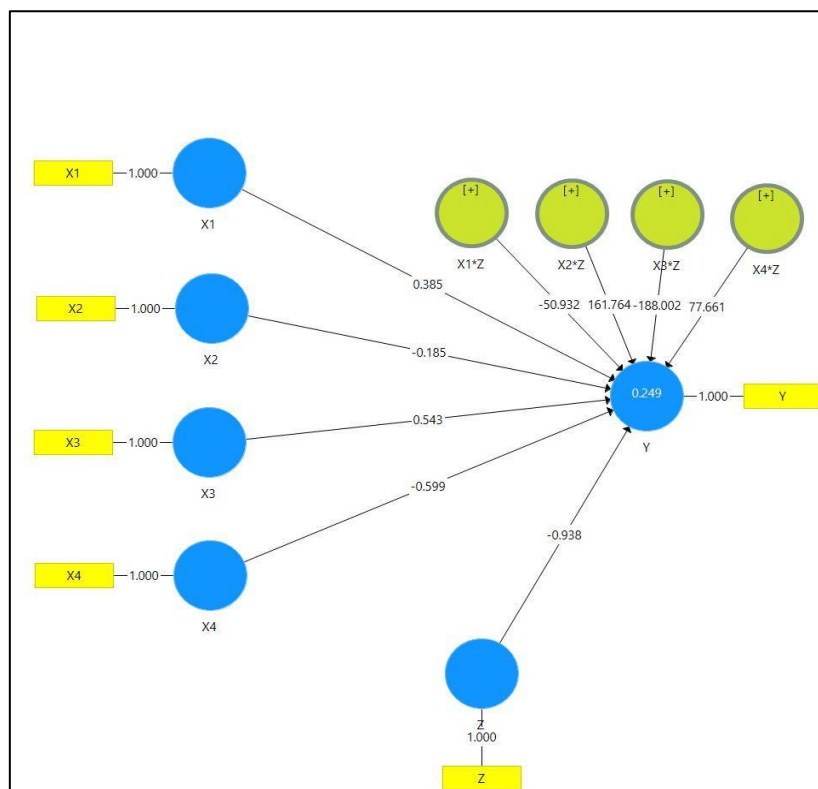 X1
1.000
X1
[+]
[+]
[+]
[+]
X1*Z
X2*Z
X3*Z
X4*Z
X2
1.000
X2
0.385
-50.932
161.764
-188.002
77.661
-0.185
0.249
1.000
Y
Y
X3
1.000
X3
0.543
-0.599
X4
1.000
X4
-0.938
Z
1.000
Z